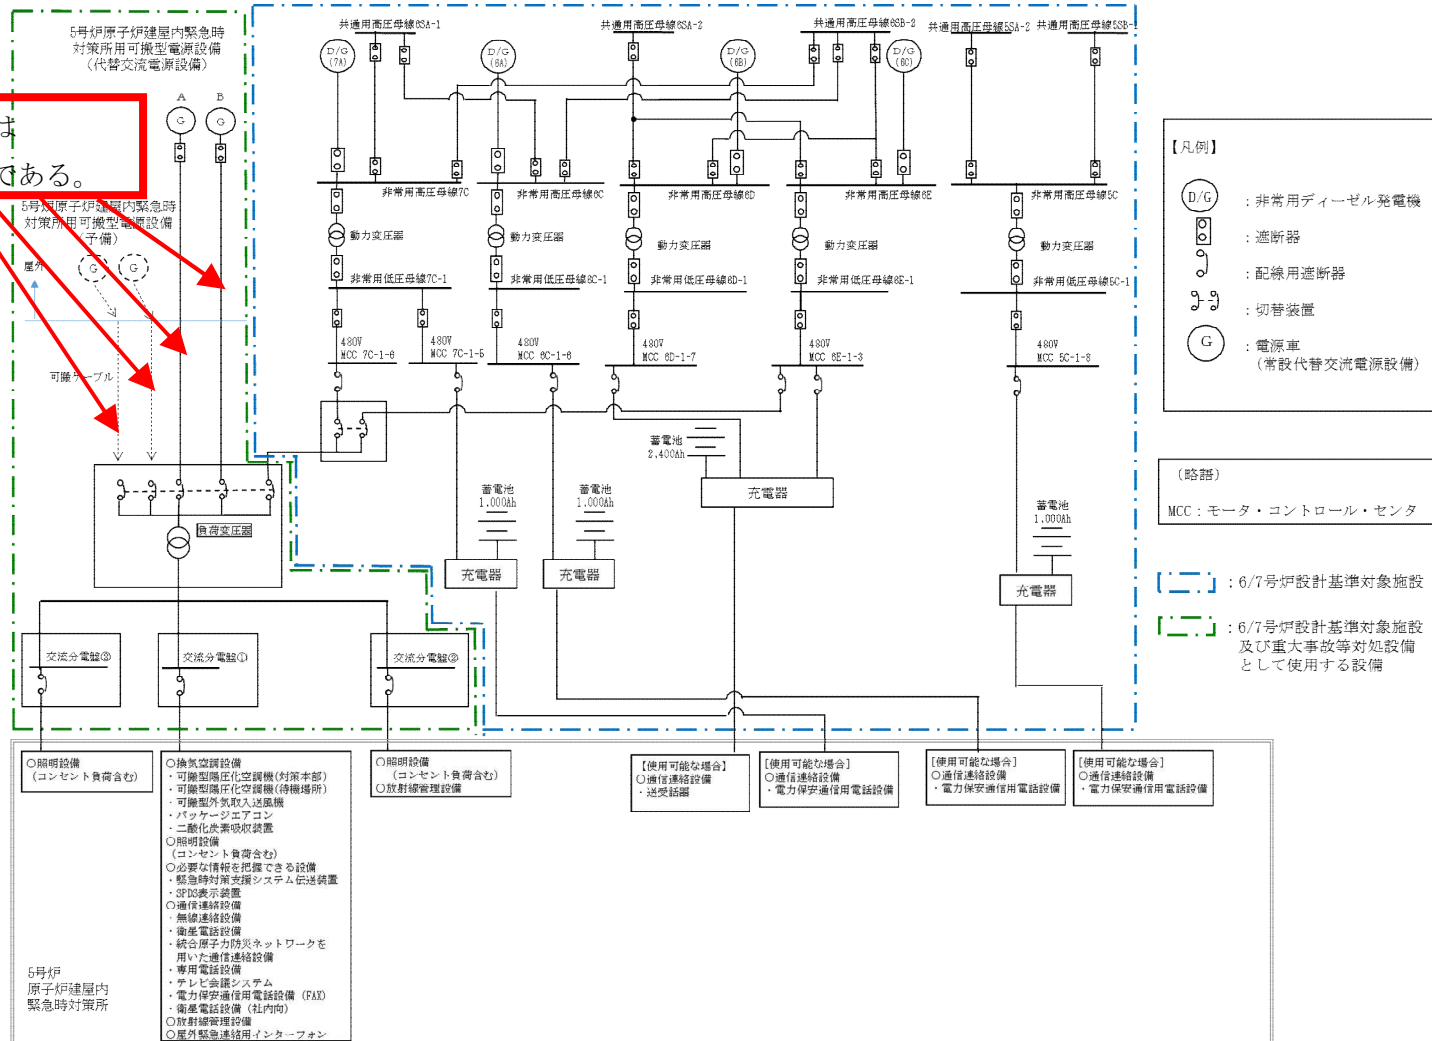 5号炉原子炉建屋内緊急時
対策所用可搬型電源設備
(代替交流電源設備)
A
B
G
G
は
である。
5号炉原子炉建屋内緊急時
対策所用可搬型電源設備
(予備)
屋外
G
G
可搬ケーブル
負荷変圧器
交流分電盤③
交流分電盤①
交流分電盤②
共通用高圧母線6SA-1
共通用高圧母線6SA-2
共通用高圧母線6SB-2
共通用高圧母線5SA-2
共通用高圧母線5SB-
D/G
(7A)
D/G
(6A)
D/G
(6B)
D/G
(6C)
非常用高圧母線7C
非常用高圧母線6C
非常用高圧母線6D
非常用高圧母線6E
非常用高圧母線5C
動力変圧器
動力変圧器
動力変圧器
動力変圧器
動力変圧器
非常用低圧母線7C-1
非常用低圧母線6C-1
非常用低圧母線6D-1
非常用低圧母線6E-1
非常用低圧母線5C-1
480V
MCC 7C-1-6
480V
MCC 7C-1-5
480V
MCC 6C-1-6
480V
MCC 6D-1-7
480V
MCC 6E-1-3
480V
MCC 5C-1-8
蓄電池
2,400Ah
充電器
蓄電池
1,000Ah
充電器
蓄電池
1,000Ah
充電器
蓄電池
1,000Ah
充電器
【凡例】
D/G
:非常用ディーゼル発電機
:遮断器
:配線用遮断器
:切替装置
G
:電源車
(常設代替交流電源設備)
(略語)
MCC:モータ・コントロール・センタ
:6/7号炉設計基準対象施設
:6/7号炉設計基準対象施設
及び重大事故等対処設備
として使用する設備
○照明設備
(コンセント負荷含む)
○換気空調設備
・可搬型陽圧化空調機(対策本部)
・可搬型陽圧化空調機(待機場所)
・可搬型外気取入送風機
・パッケージエアコン
・二酸化炭素吸収装置
○照明設備
(コンセント負荷含む)
○必要な情報を把握できる設備
・緊急時対策支援システム伝送装置
・SPDS表示装置
○通信連絡設備
・無線連絡設備
・衛星電話設備
・統合原子力防災ネットワークを
用いた通信連絡設備
・専用電話設備
・テレビ会議システム
・電力保安通信用電話設備(FAX)
・衛星電話設備(社内向)
○放射線管理設備
○屋外緊急連絡用インターフォン
○照明設備
(コンセント負荷含む)
○放射線管理設備
【使用可能な場合】
○通信連絡設備
・送受話器
[使用可能な場合]
○通信連絡設備
・電力保安通信用電話設備
[使用可能な場合]
○通信連絡設備
・電力保安通信用電話設備
[使用可能な場合]
○通信連絡設備
・電力保安通信用電話設備
5号炉
原子炉建屋内
緊急時対策所